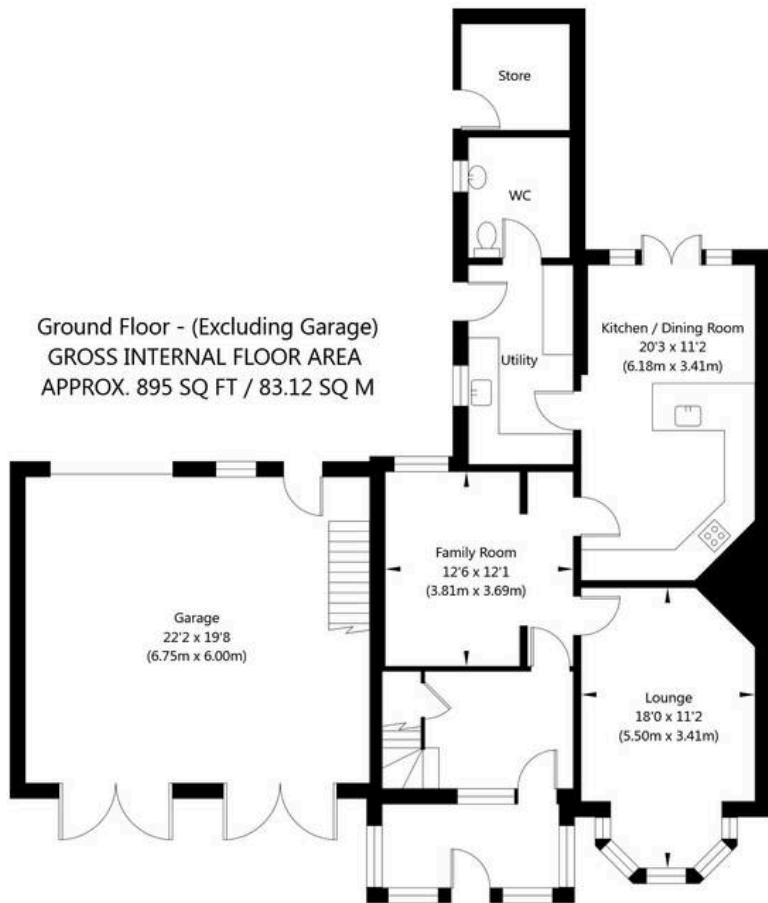 Store
WC
Ground Floor - (Excluding Garage)
GROSS INTERNAL FLOOR AREA
APPROX. 895 SQ FT / 83.12 SQ M
Kitchen / Dining Room
20'3 x 11'2
(6.18m x 3.41m)
Utility
Family Room
12'6 x 12'1
(3.81m x 3.69m)
Garage
22'2 x 19'8
(6.75m x 6.00m)
Lounge
18'0 x 11'2
(5.50m x 3.41m)